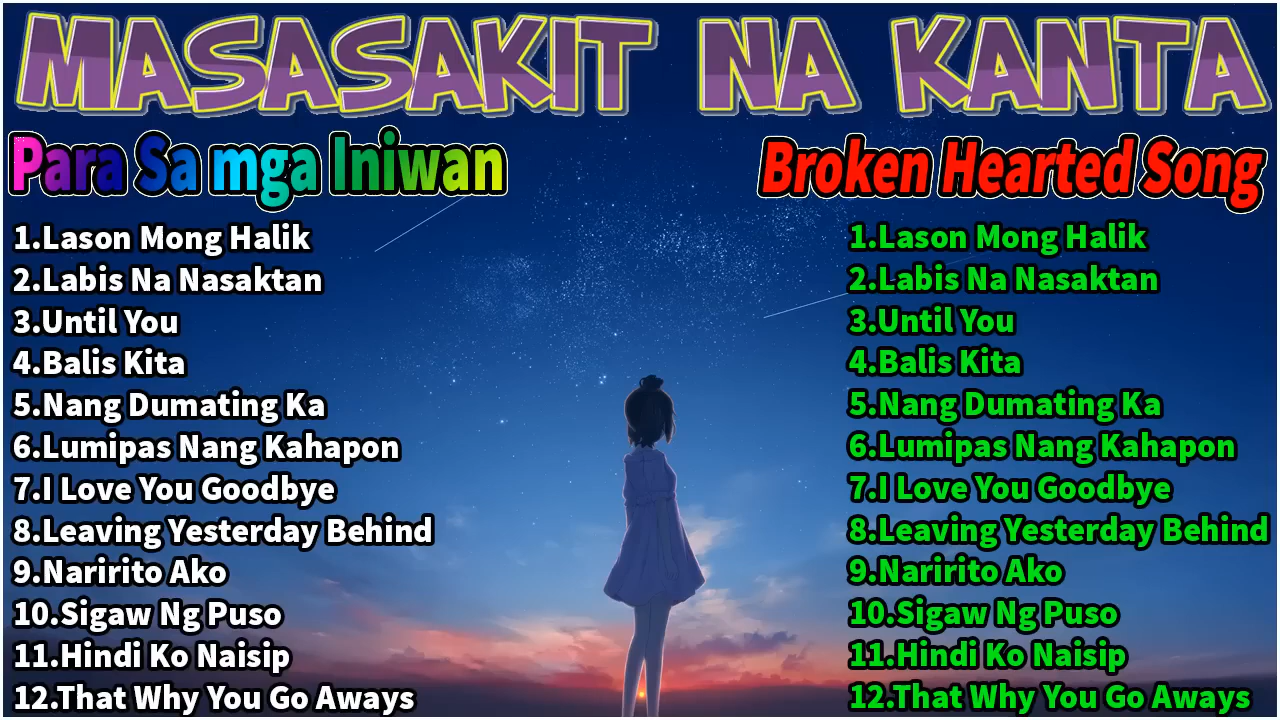 MASASAKIT NA KANTA
Para Sa mga Iniwan
1.Lason Mong Halik
2.Labis Na Nasaktan
3.Until You
4.Balis Kita
5.Nang Dumating Ka
6.Lumipas Nang Kahapon
7.I Love You Goodbye
8.Leaving Yesterday Behind
9.Naririto Ako
10.Sigaw Ng Puso
11.Hindi Ko Naisip
12.That Why You Go Aways
Broken Hearted Song
1.Lason Mong Halik
2.Labis Na Nasaktan
3.Until You
4.Balis Kita
5.Nang Dumating Ka
6.Lumipas Nang Kahapon
7.I Love You Goodbye
8.Leaving Yesterday Behind
9.Naririto Ako
10.Sigaw Ng Puso
11.Hindi Ko Naisip
12.That Why You Go Aways